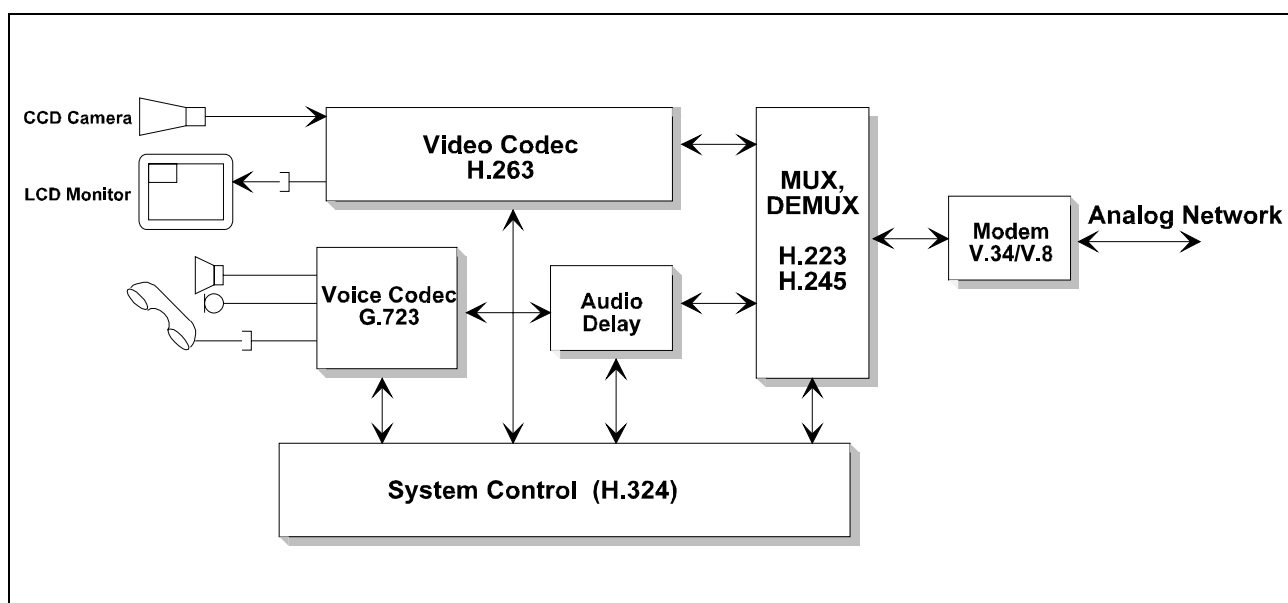 CCD Camera
LCD Monitor
Video Codec
H.263
Voice Codec
G.723
Audio
Delay
MUX,
DEMUX
H.223
H.245
Modem
V.34/V.8
Analog Network
System Control (H.324)